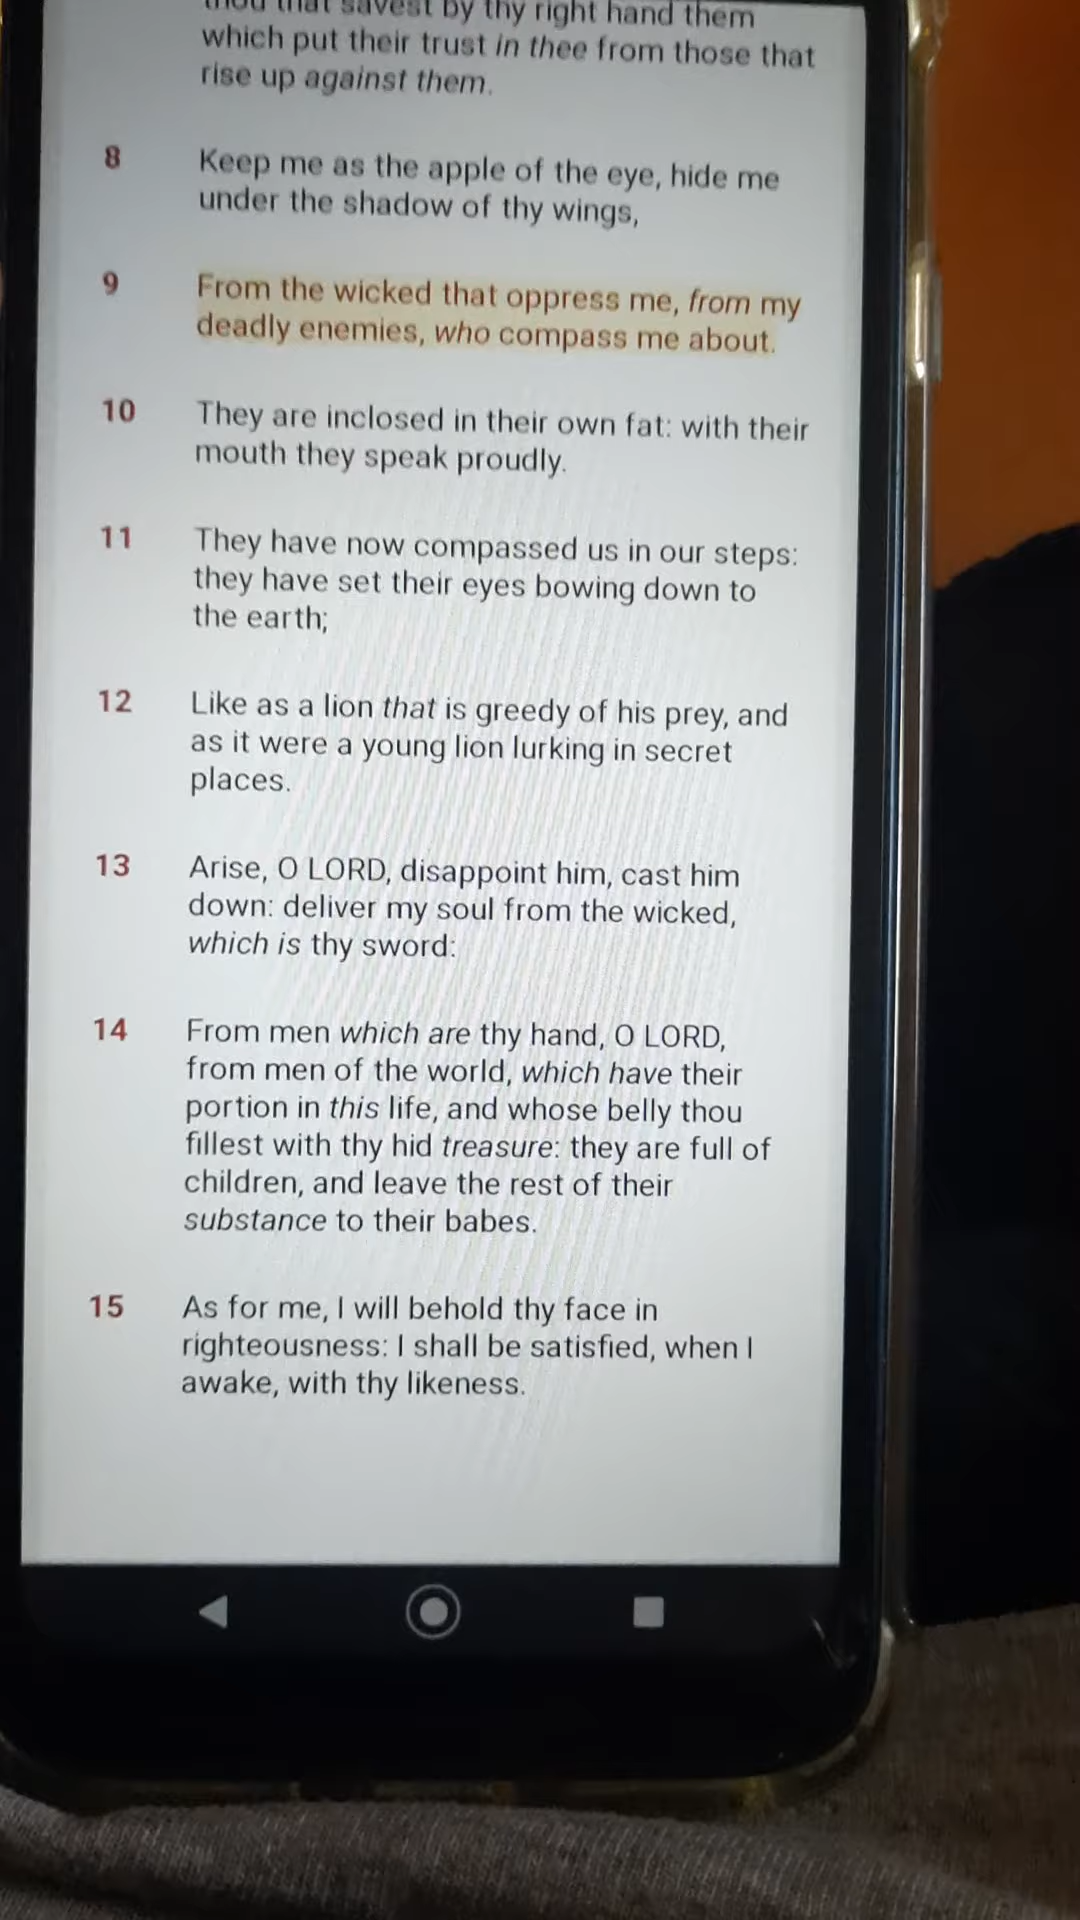 thou that savest by thy right hand them
which put their trust in thee from those that
rise up against them.
8 Keep me as the apple of the eye, hide me
under the shadow of thy wings,
9 From the wicked that oppress me, from my
deadly enemies, who compass me about.
10 They are inclosed in their own fat: with their
mouth they speak proudly.
11 They have now compassed us in our steps:
they have set their eyes bowing down to
the earth;
12 Like as a lion that is greedy of his prey, and
as it were a young lion lurking in secret
places.
13 Arise, O LORD, disappoint him, cast him
down: deliver my soul from the wicked,
which is thy sword:
14 From men which are thy hand, O LORD,
from men of the world, which have their
portion in this life, and whose belly thou
fillest with thy hid treasure: they are full of
children, and leave the rest of their
substance to their babes.
15 As for me, I will behold thy face in
righteousness: I shall be satisfied, when I
awake, with thy likeness.